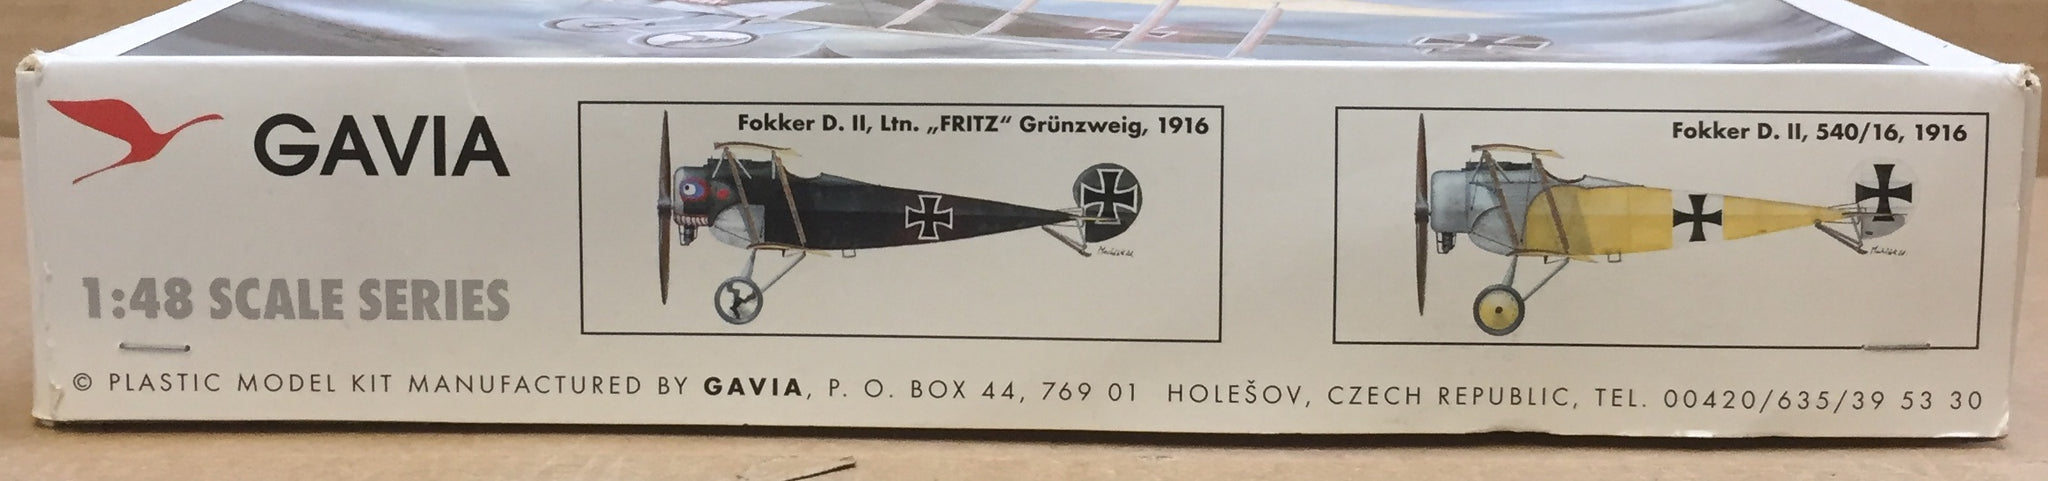 GAVIA
1:48 SCALE SERIES
Fokker D. II, Ltn. „FRITZ“ Grünzweig, 1916
Fokker D. II, 540/16, 1916
© PLASTIC MODEL KIT MANUFACTURED BY GAVIA, P. O. BOX 44, 769 01 HOLEŠOV, CZECH REPUBLIC, TEL. 00420/635/39 53 30